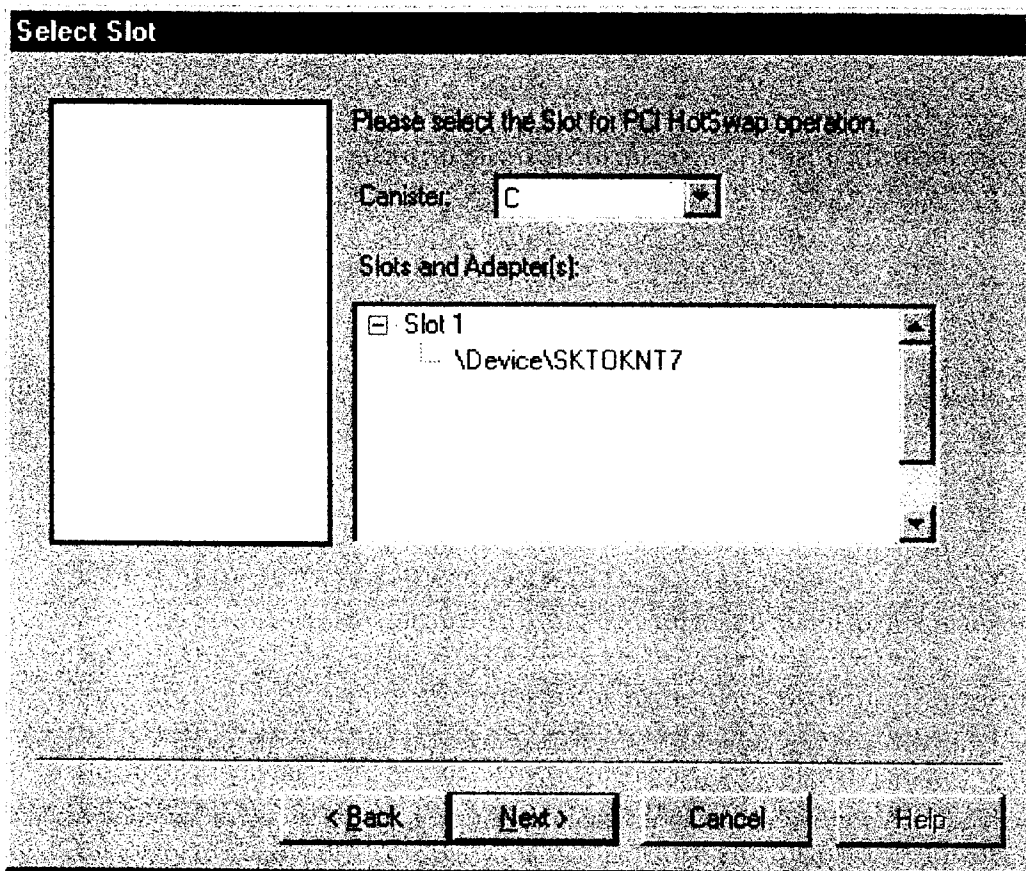 Select Slot
Please select the Slot for PCI HotSwap operation.
Canister: C
Slots and Adapter(s):
Slot 1
\Device\SKTOKNT7
< Back Next > Cancel Help